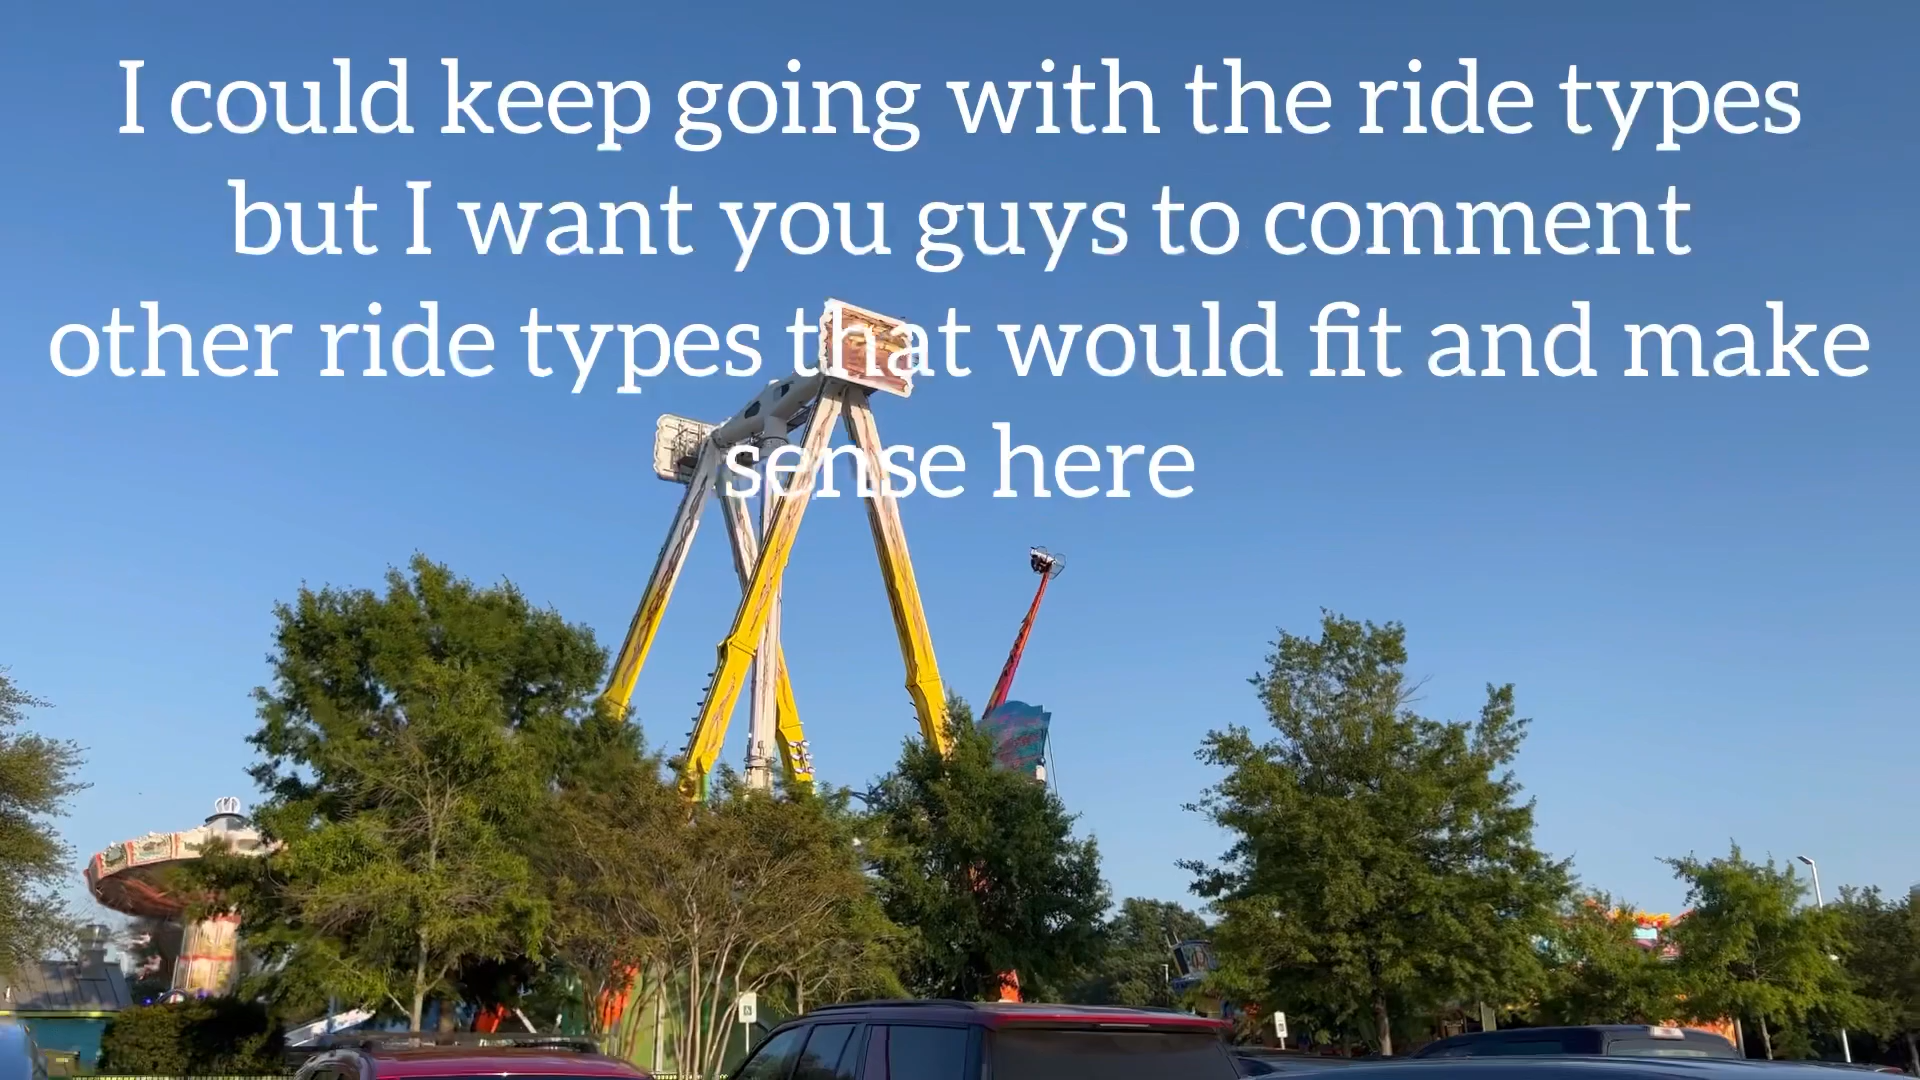 I could keep going with the ride types
but I want you guys to comment
other ride types that would fit and make
sense here